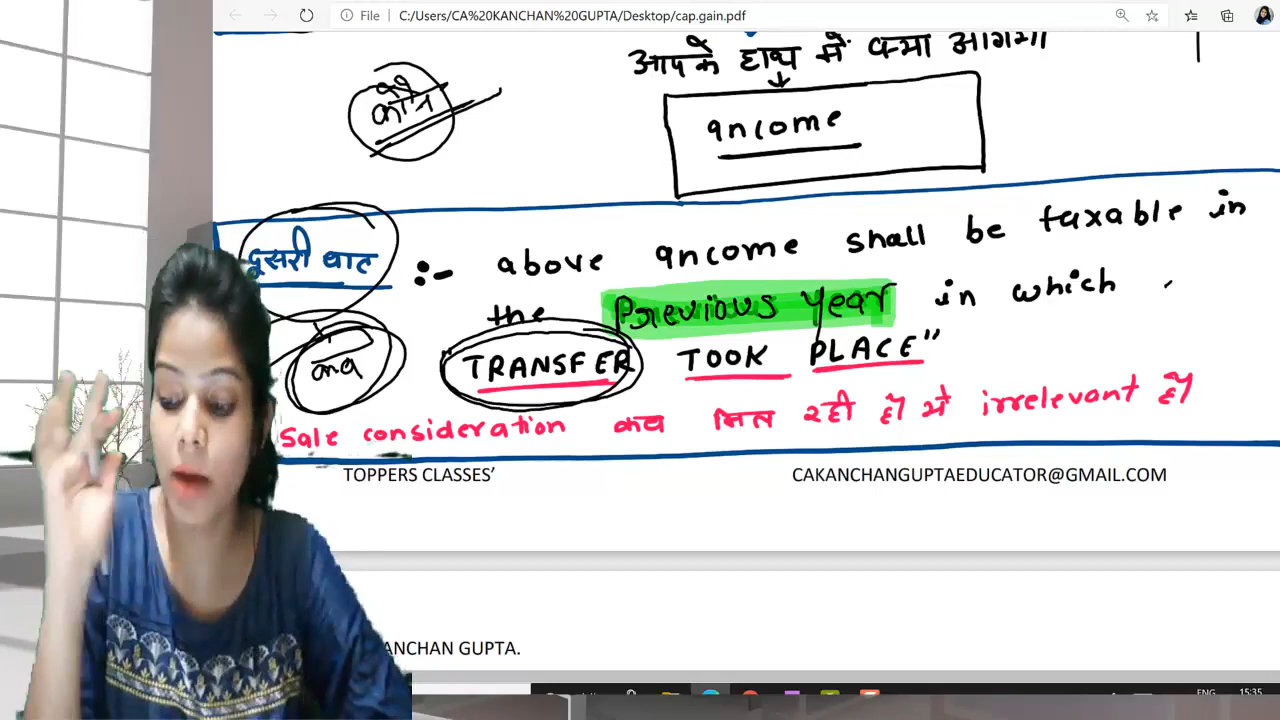 File | C:/Users/CA%20KANCHAN%20GUPTA/Desktop/cap.gain.pdf
आपके हाथ में क्या आएगा
कौन
income
दूसरी बात :- above income shall be taxable in
the Previous year in which
कब "TRANSFER TOOK PLACE"
Sale consideration कब मिल रही है ये irrelevant है
TOPPERS CLASSES’ CAKANCHANGUPTAEDUCATOR@GMAIL.COM
ANCHAN GUPTA.
ENG 15:35